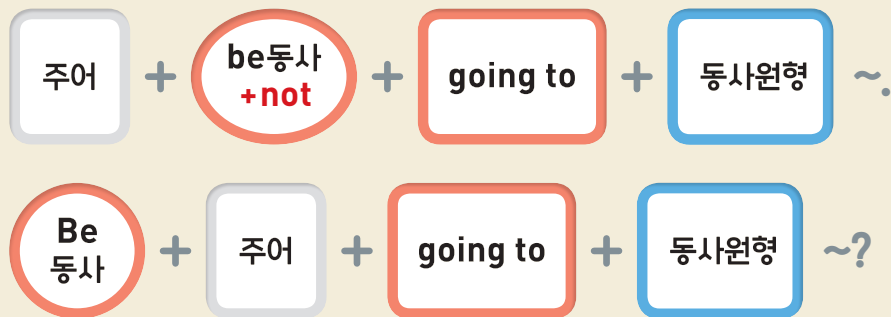 주어 + be동사 +not + going to + 동사원형 ~.
Be 동사 + 주어 + going to + 동사원형 ~?